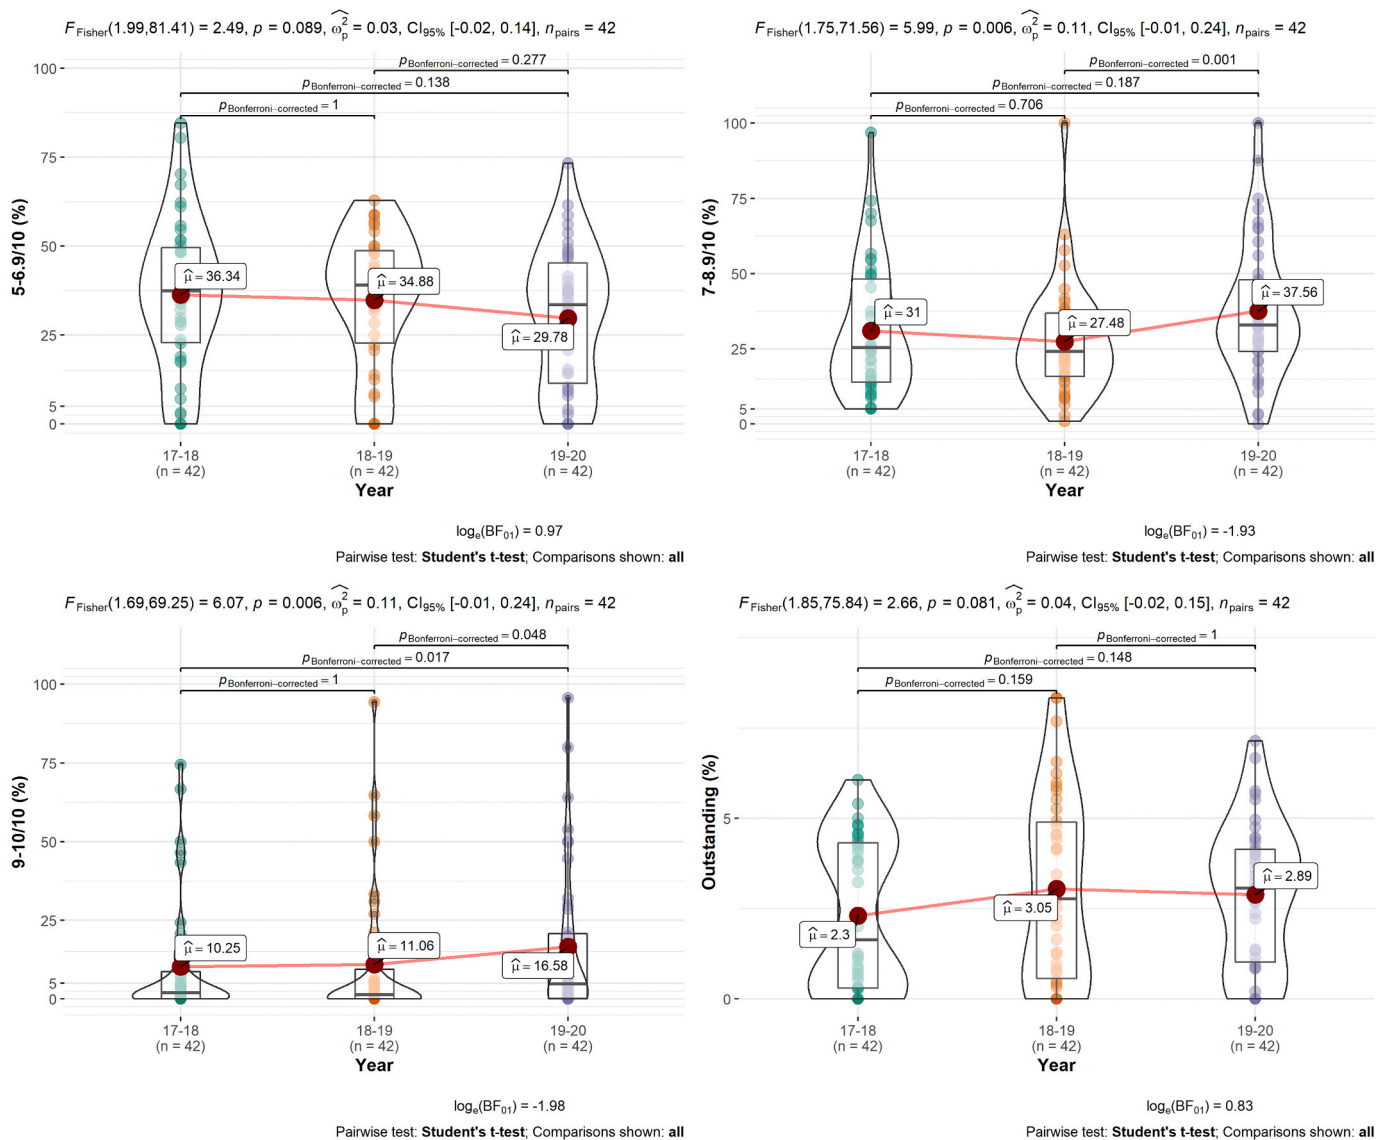 F Fisher(1.99,81.41) = 2.49, p = 0.089, ω̂²p = 0.03, CI95% [-0.02, 0.14], npairs = 42
pBonferroni−corrected = 0.277
pBonferroni−corrected = 0.138
pBonferroni−corrected = 1
100
75
50
25
5
0
5-6.9/10 (%)
μ̂ = 36.34
μ̂ = 34.88
μ̂ = 29.78
17-18 18-19 19-20
(n = 42) (n = 42) (n = 42)
Year
loge(BF01) = 0.97
Pairwise test: Student's t-test; Comparisons shown: all
F Fisher(1.75,71.56) = 5.99, p = 0.006, ω̂²p = 0.11, CI95% [-0.01, 0.24], npairs = 42
pBonferroni−corrected = 0.001
pBonferroni−corrected = 0.187
pBonferroni−corrected = 0.706
100
75
50
25
5
0
7-8.9/10 (%)
μ̂ = 31
μ̂ = 27.48
μ̂ = 37.56
17-18 18-19 19-20
(n = 42) (n = 42) (n = 42)
Year
loge(BF01) = -1.93
Pairwise test: Student's t-test; Comparisons shown: all
F Fisher(1.69,69.25) = 6.07, p = 0.006, ω̂²p = 0.11, CI95% [-0.01, 0.24], npairs = 42
pBonferroni−corrected = 0.048
pBonferroni−corrected = 0.017
pBonferroni−corrected = 1
100
75
50
25
5
0
9-10/10 (%)
μ̂ = 10.25
μ̂ = 11.06
μ̂ = 16.58
17-18 18-19 19-20
(n = 42) (n = 42) (n = 42)
Year
loge(BF01) = -1.98
Pairwise test: Student's t-test; Comparisons shown: all
F Fisher(1.85,75.84) = 2.66, p = 0.081, ω̂²p = 0.04, CI95% [-0.02, 0.15], npairs = 42
pBonferroni−corrected = 1
pBonferroni−corrected = 0.148
pBonferroni−corrected = 0.159
5
0
Outstanding (%)
μ̂ = 2.3
μ̂ = 3.05
μ̂ = 2.89
17-18 18-19 19-20
(n = 42) (n = 42) (n = 42)
Year
loge(BF01) = 0.83
Pairwise test: Student's t-test; Comparisons shown: all